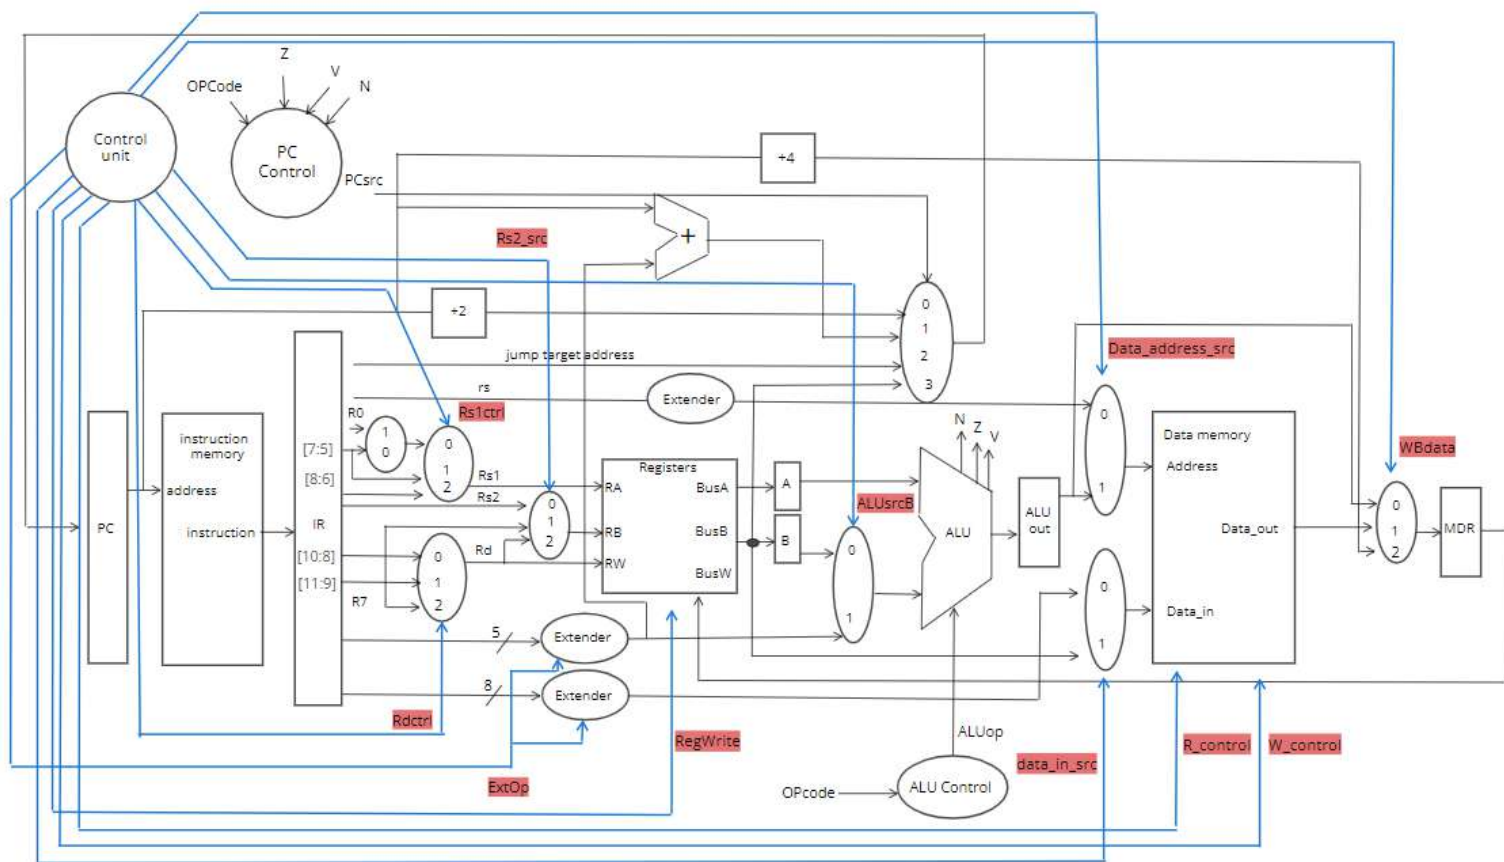 Z
V
OPCode
N
Control
unit
PC
Control
+4
PCsrc
Rs2_src
+
+2
0
1
2
3
jump target address
Data_address_src
rs
Extender
R0
Rs1ctrl
1
0
0
1
2
[7:5]
[8:6]
instruction
memory
address
instruction
PC
IR
[10:8]
[11:9]
R7
Rs1
Rs2
0
1
2
Rd
0
1
2
Registers
RA
RB
RW
BusA
BusB
BusW
A
B
ALUsrcB
0
1
N
Z
V
ALU
ALU
out
0
1
0
1
Data memory
Address
Data_out
Data_in
WBdata
0
1
2
MDR
5
Extender
8
Extender
Rdctrl
RegWrite
ExtOp
ALUop
OPcode
ALU Control
data_in_src
R_control
W_control